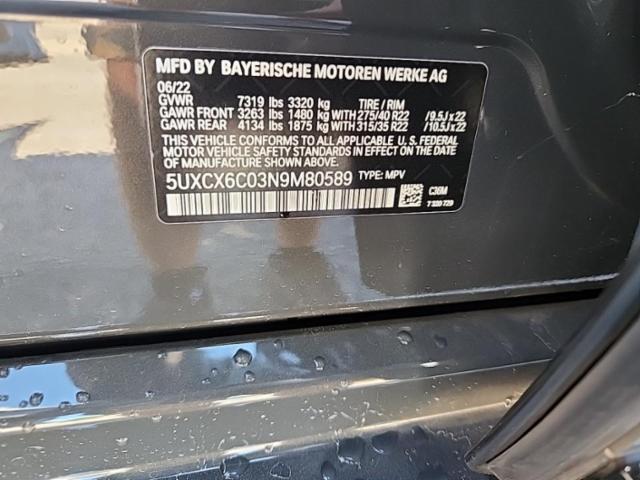 MFD BY BAYERISCHE MOTOREN WERKE AG
06/22
GVWR 7319 lbs 3320 kg TIRE / RIM
GAWR FRONT 3263 lbs 1480 kg WITH 275/40 R22 /9.5J x 22
GAWR REAR 4134 lbs 1875 kg WITH 315/35 R22 /10.5J x 22
THIS VEHICLE CONFORMS TO ALL APPLICABLE U. S. FEDERAL
MOTOR VEHICLE SAFETY STANDARDS IN EFFECT ON THE
DATE OF MANUFACTURE SHOWN ABOVE.
5UXCX6C03N9M80589 TYPE: MPV
C36M
7 320 729